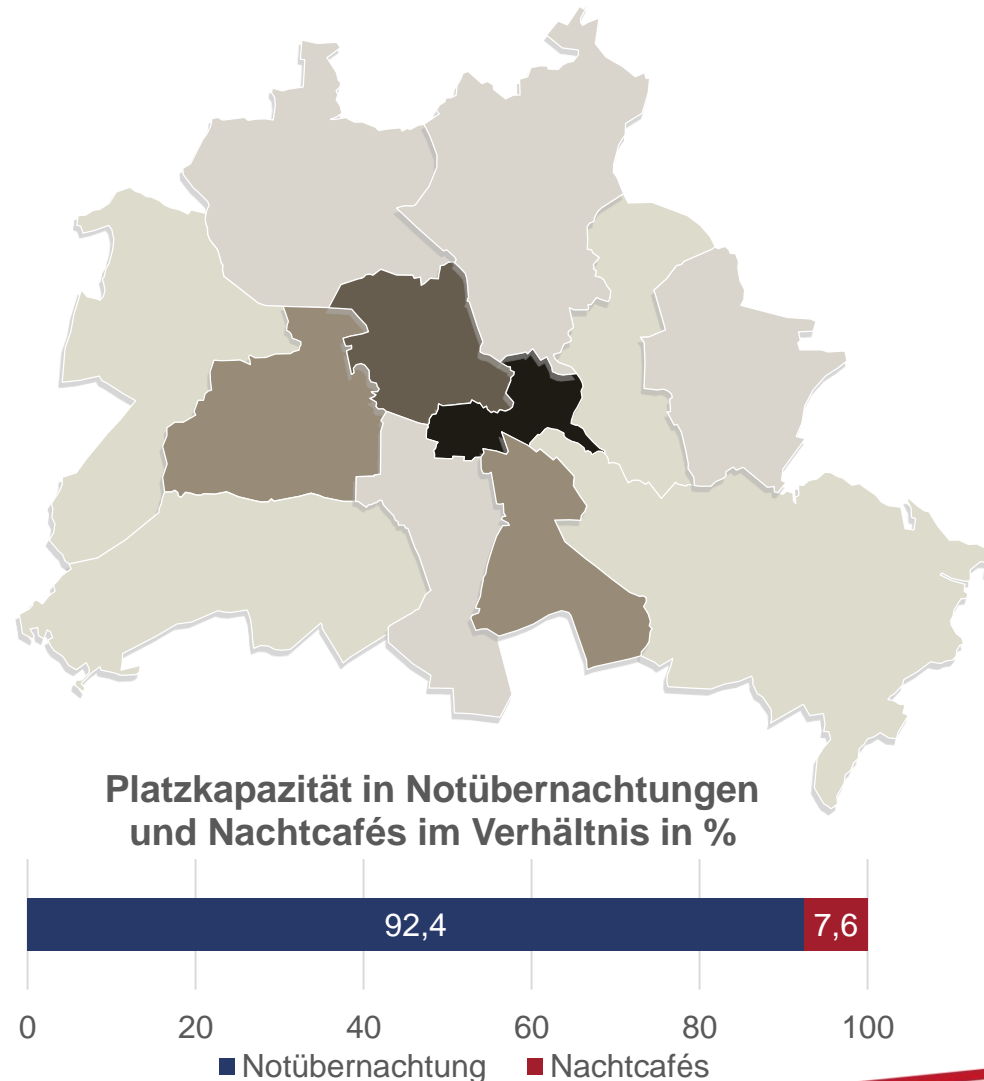 Platzkapazität in Notübernachtungen
und Nachtcafés im Verhältnis in %
92,4 7,6
0 20 40 60 80 100
Notübernachtung Nachtcafés